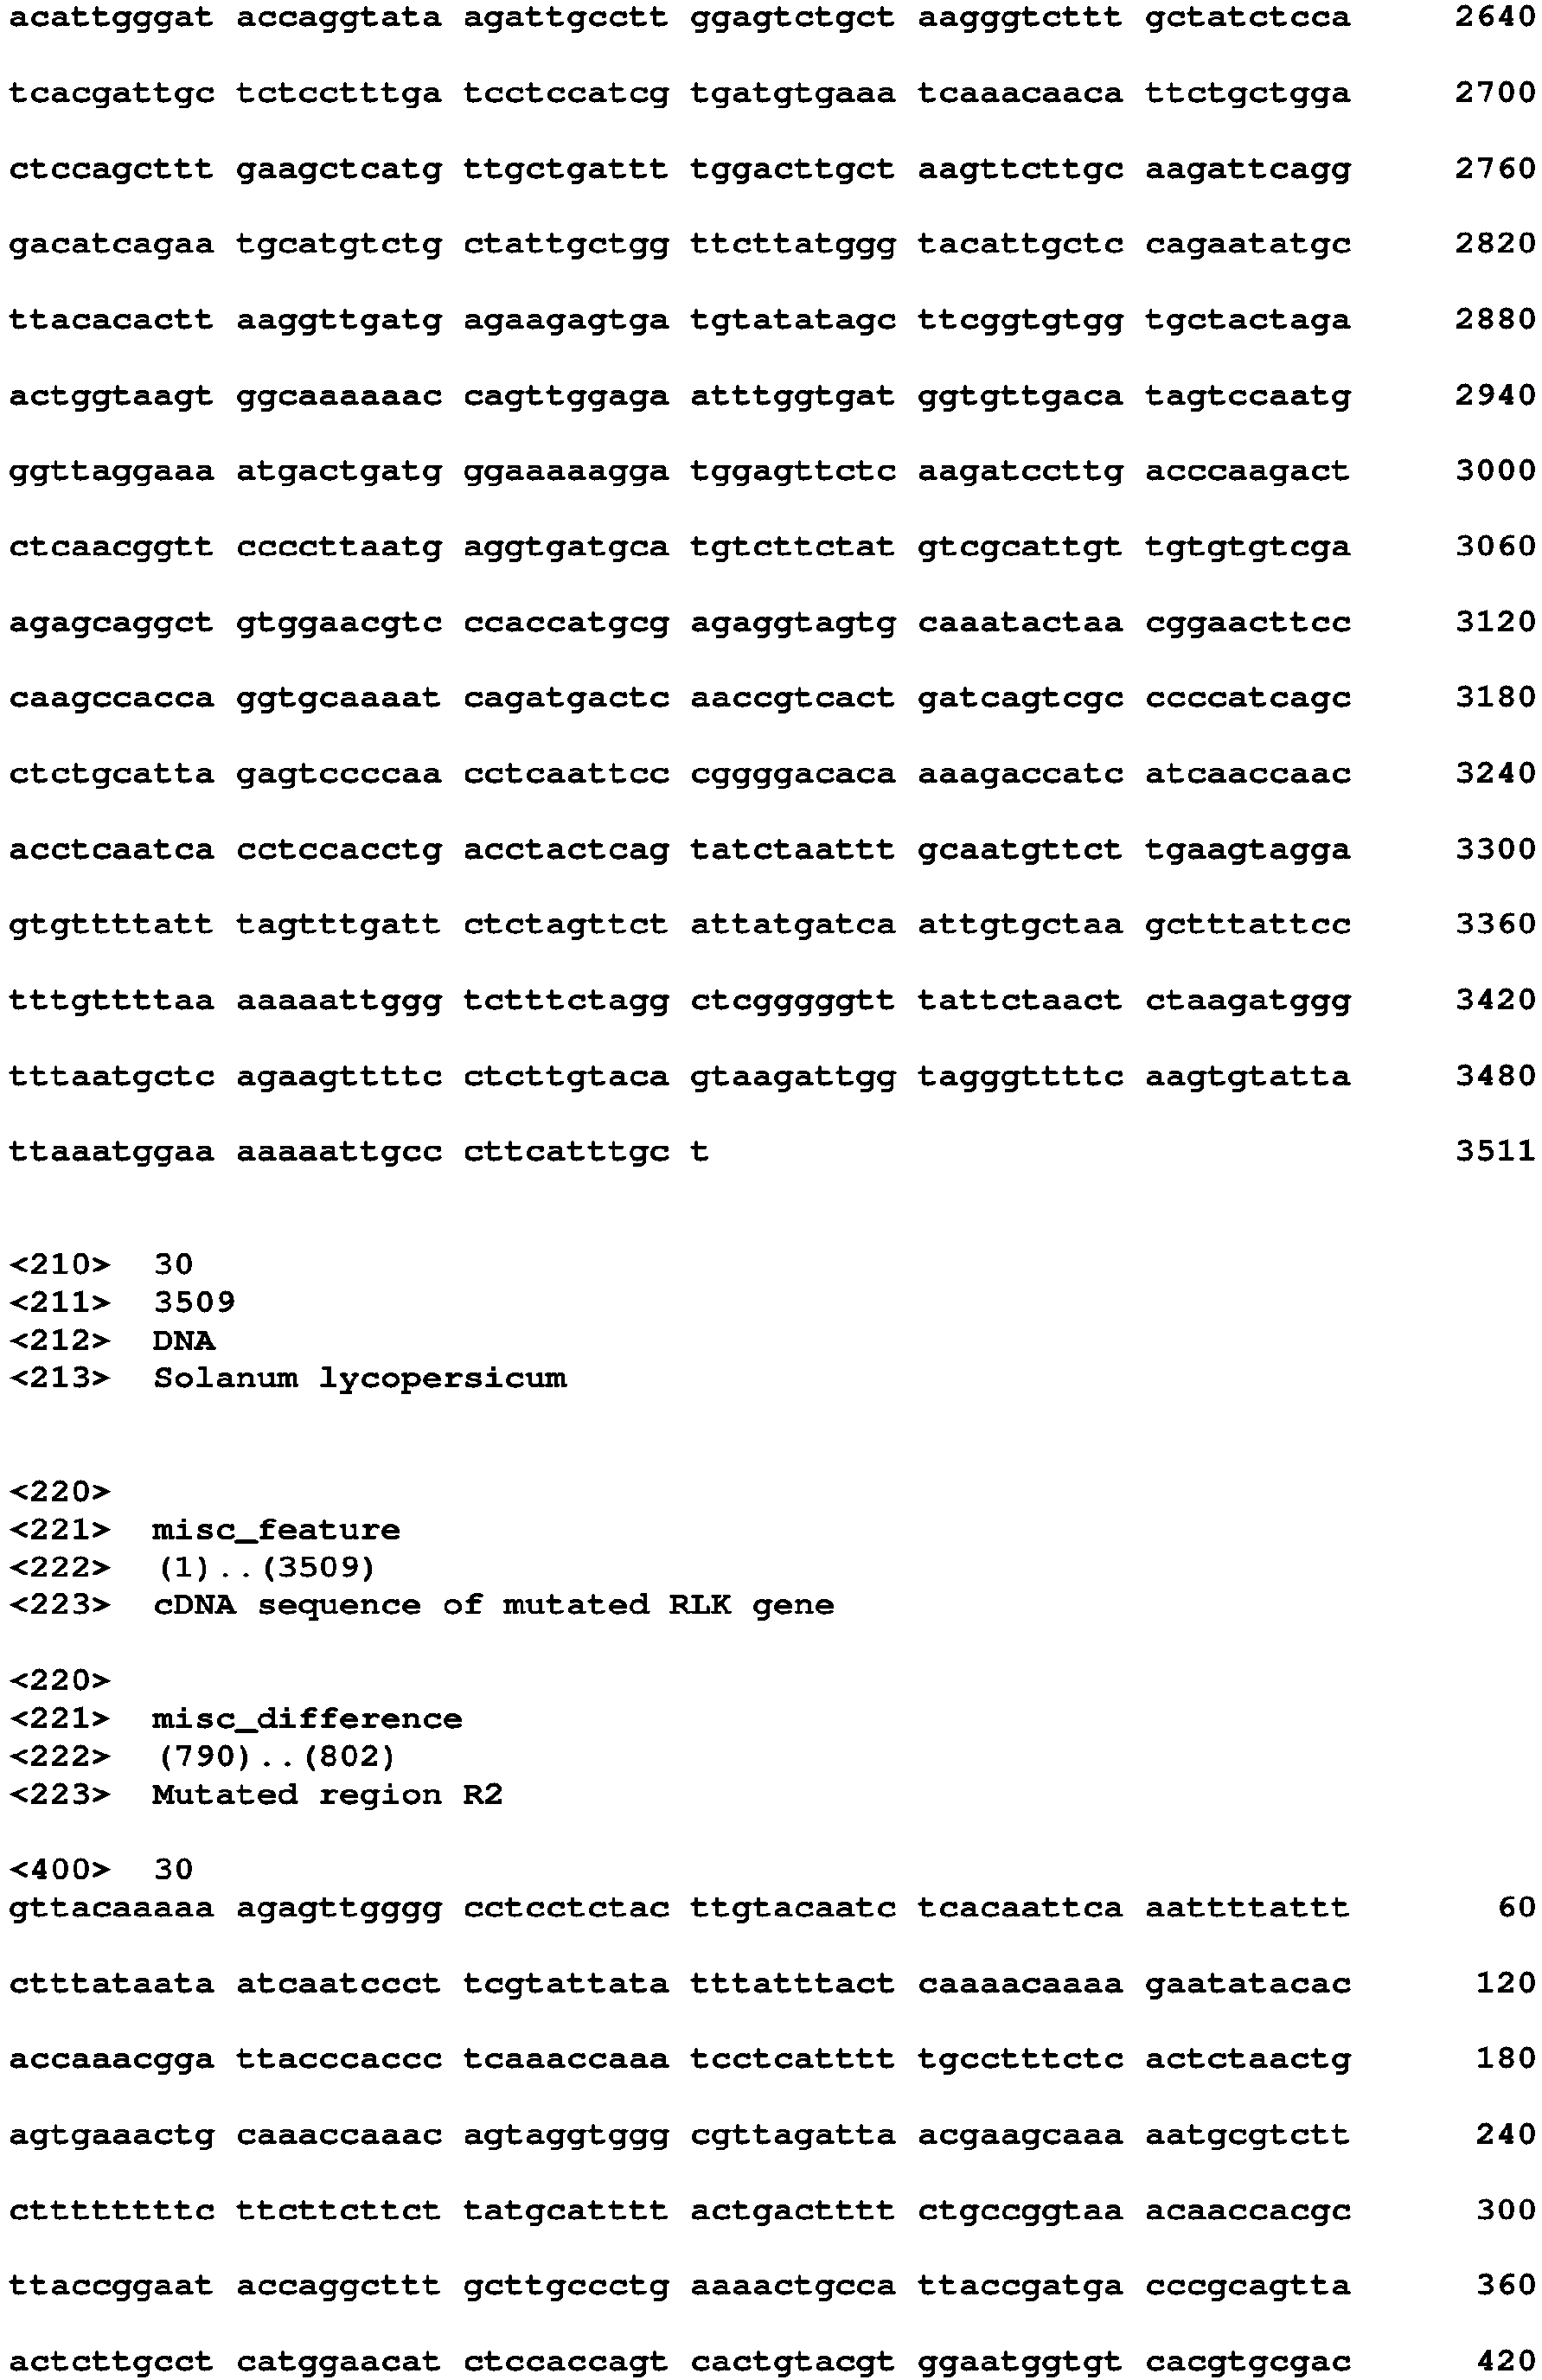 acattgggat accaggtata agattgcctt ggagtctgct aagggtcttt gctatctcca 2640
tcacgattgc tctcctttga tcctccatcg tgatgtgaaa tcaaacaaca ttctgctgga 2700
ctccagcttt gaagctcatg ttgctgattt tggacttgct aagttcttgc aagattcagg 2760
gacatcagaa tgcatgtctg ctattgctgg ttcttatggg tacattgctc cagaatatgc 2820
ttacacactt aaggttgatg agaagagtga tgtatatagc ttcggtgtgg tgctactaga 2880
actggtaagt ggcaaaaaac cagttggaga atttggtgat ggtgttgaca tagtccaatg 2940
ggttaggaaa atgactgatg ggaaaaagga tggagttctc aagatccttg acccaagact 3000
ctcaacggtt ccccttaatg aggtgatgca tgtcttctat gtcgcattgt tgtgtgtcga 3060
agagcaggct gtggaacgtc ccaccatgcg agaggtagtg caaatactaa cggaacttcc 3120
caagccacca ggtgcaaaat cagatgactc aaccgtcact gatcagtcgc ccccatcagc 3180
ctctgcatta gagtccccaa cctcaattcc cggggacaca aaagaccatc atcaaccaac 3240
acctcaatca cctccacctg acctactcag tatctaattt gcaatgttct tgaagtagga 3300
gtgttttatt tagtttgatt ctctagttct attatgatca attgtgctaa gctttattcc 3360
tttgttttaa aaaaattggg tctttctagg ctcgggggtt tattctaact ctaagatggg 3420
tttaatgctc agaagttttc ctcttgtaca gtaagattgg tagggttttc aagtgtatta 3480
ttaaatggaa aaaaattgcc cttcatttgc t 3511
<210> 30
<211> 3509
<212> DNA
<213> Solanum lycopersicum
<220>
<221> misc_feature
<222> (1)..(3509)
<223> cDNA sequence of mutated RLK gene
<220>
<221> misc_difference
<222> (790)..(802)
<223> Mutated region R2
<400> 30
gttacaaaaa agagttgggg cctcctctac ttgtacaatc tcacaattca aattttattt 60
ctttataata atcaatccct tcgtattata tttatttact caaaacaaaa gaatatacac 120
accaaacgga ttacccaccc tcaaaccaaa tcctcatttt tgcctttctc actctaactg 180
agtgaaactg caaaccaaac agtaggtggg cgttagatta acgaagcaaa aatgcgtctt 240
cttttttttc ttcttcttct tatgcatttt actgactttt ctgccggtaa acaaccacgc 300
ttaccggaat accaggcttt gcttgccctg aaaactgcca ttaccgatga cccgcagtta 360
actcttgcct catggaacat ctccaccagt cactgtacgt ggaatggtgt cacgtgcgac 420